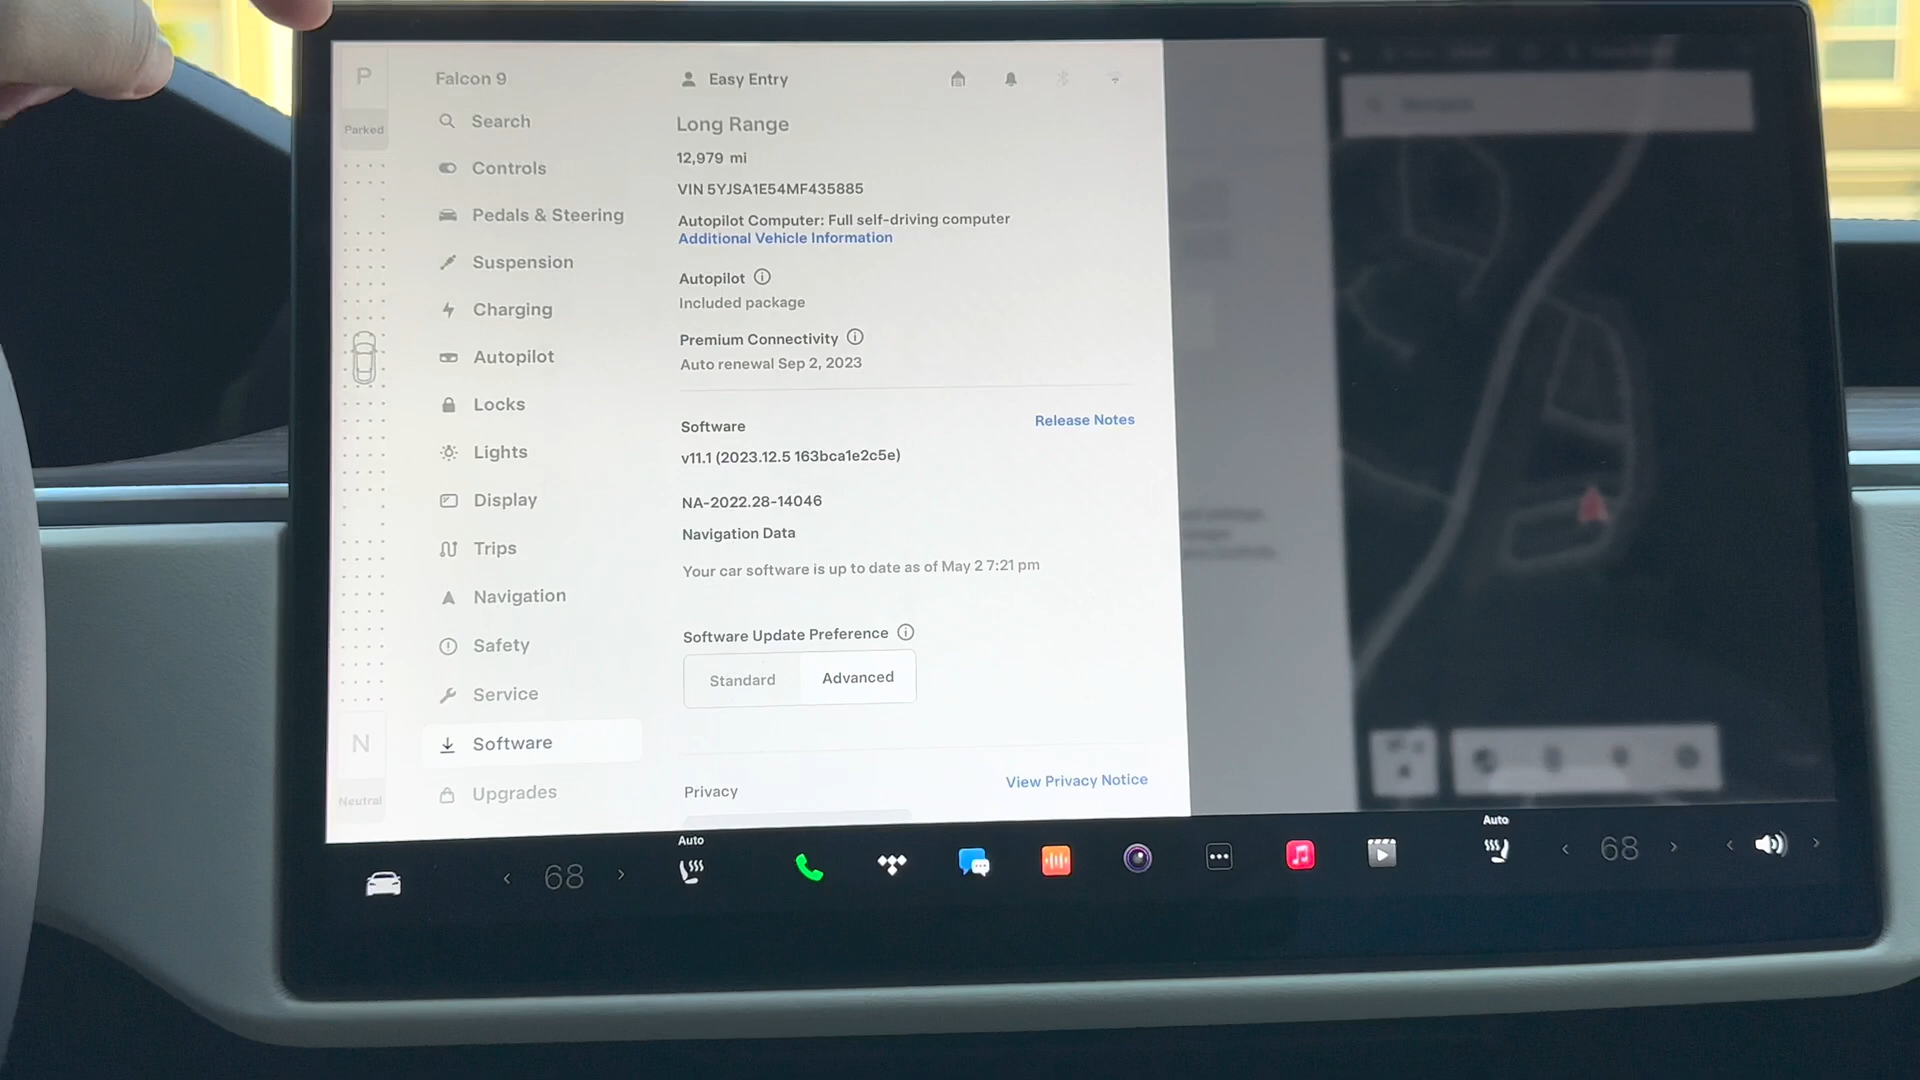 P
Parked
N
Neutral
Falcon 9
Search
Controls
Pedals & Steering
Suspension
Charging
Autopilot
Locks
Lights
Display
Trips
Navigation
Safety
Service
Software
Upgrades
Easy Entry
Long Range
12,979 mi
VIN 5YJSA1E54MF435885
Autopilot Computer: Full self-driving computer
Additional Vehicle Information
Autopilot
Included package
Premium Connectivity
Auto renewal Sep 2, 2023
Software
Release Notes
v11.1 (2023.12.5 163bca1e2c5e)
NA-2022.28-14046
Navigation Data
Your car software is up to date as of May 2 7:21 pm
Software Update Preference
Standard
Advanced
Privacy
View Privacy Notice
68
Auto
Auto
68